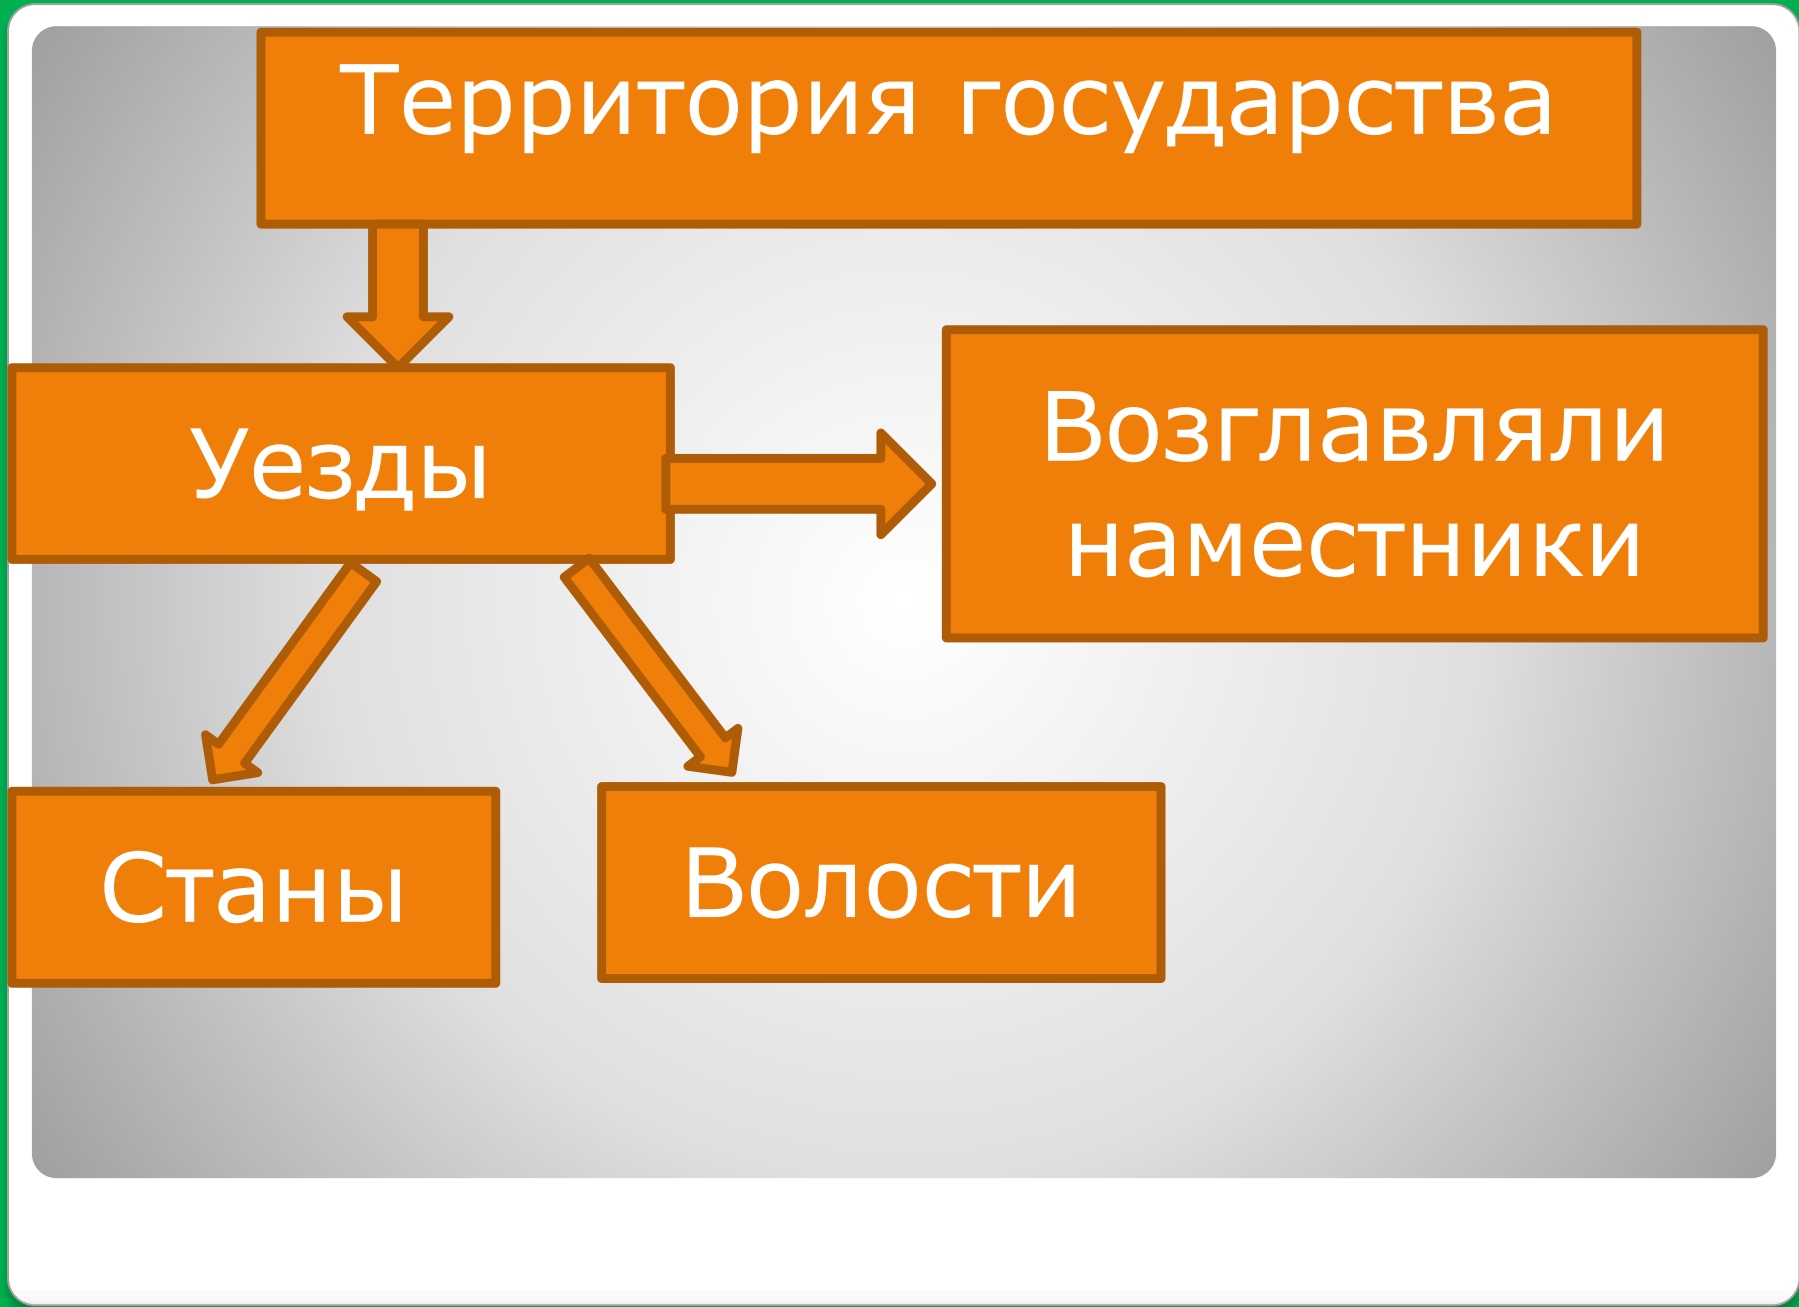 Территория государства
Уезды
Возглавляли
наместники
Станы
Волости